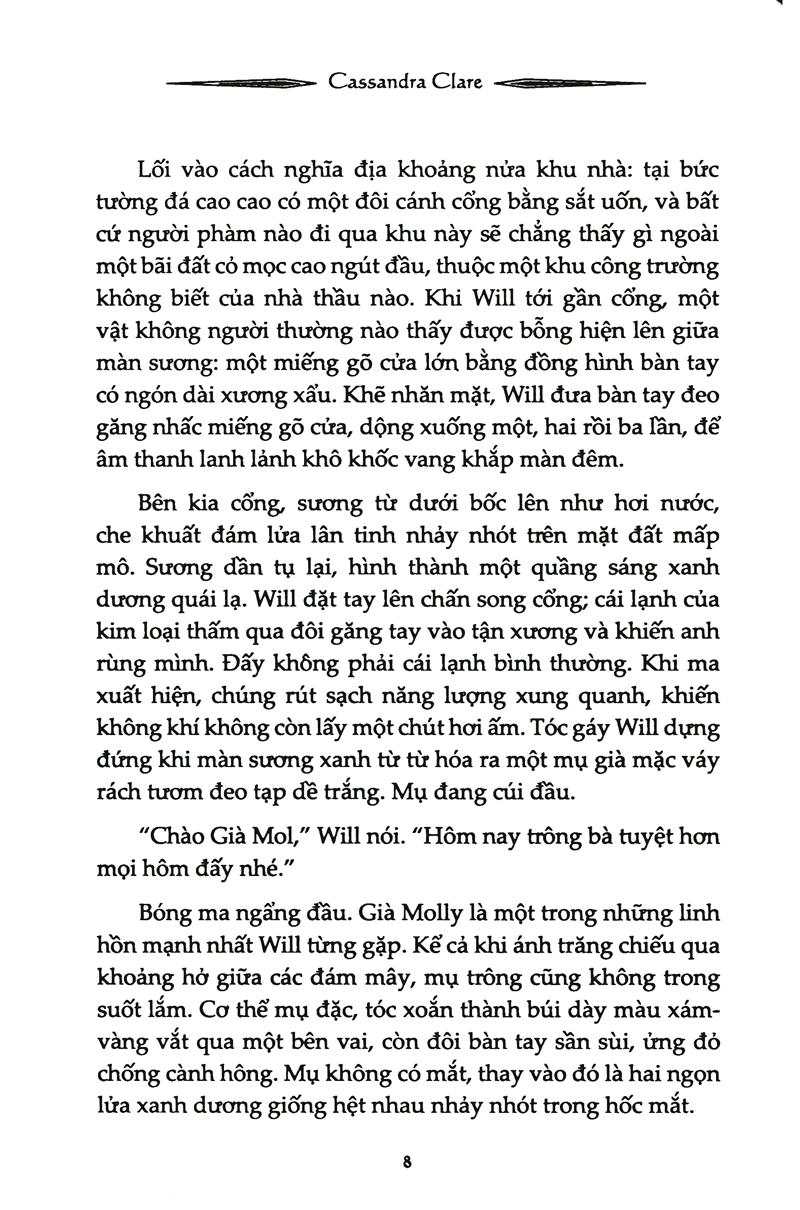 Cassandra Clare
Lối vào cách nghĩa địa khoảng nửa khu nhà: tại bức
tường đá cao cao có một đôi cánh cổng bằng sắt uốn, và bất
cứ người phàm nào đi qua khu này sẽ chẳng thấy gì ngoài
một bãi đất cỏ mọc cao ngút đầu, thuộc một khu công trường
không biết của nhà thầu nào. Khi Will tới gần cổng, một
vật không người thường nào thấy được bỗng hiện lên giữa
màn sương: một miếng gõ cửa lớn bằng đồng hình bàn tay
có ngón dài xương xẩu. Khẽ nhăn mặt, Will đưa bàn tay đeo
găng nhấc miếng gõ cửa, dộng xuống một, hai rồi ba lần, để
âm thanh lanh lảnh khô khốc vang khắp màn đêm.
Bên kia cổng, sương từ dưới bốc lên như hơi nước,
che khuất đám lửa lân tinh nhảy nhót trên mặt đất mấp
mô. Sương dần tụ lại, hình thành một quầng sáng xanh
dương quái lạ. Will đặt tay lên chấn song cổng; cái lạnh của
kim loại thấm qua đôi găng tay vào tận xương và khiến anh
rùng mình. Đấy không phải cái lạnh bình thường. Khi ma
xuất hiện, chúng rút sạch năng lượng xung quanh, khiến
không khí không còn lấy một chút hơi ấm. Tóc gáy Will dựng
đứng khi màn sương xanh từ từ hóa ra một mụ già mặc váy
rách tươm đeo tạp dề trắng. Mụ đang cúi đầu.
"Chào Già Mol," Will nói. "Hôm nay trông bà tuyệt hơn
mọi hôm đấy nhé."
Bóng ma ngẩng đầu. Già Molly là một trong những linh
hồn mạnh nhất Will từng gặp. Kể cả khi ánh trăng chiếu qua
khoảng hở giữa các đám mây, mụ trông cũng không trong
suốt lắm. Cơ thể mụ đặc, tóc xoắn thành búi dày màu xám-
vàng vắt qua một bên vai, còn đôi bàn tay sần sùi, ửng đỏ
chống cành hông. Mụ không có mắt, thay vào đó là hai ngọn
lửa xanh dương giống hệt nhau nhảy nhót trong hốc mắt.
8